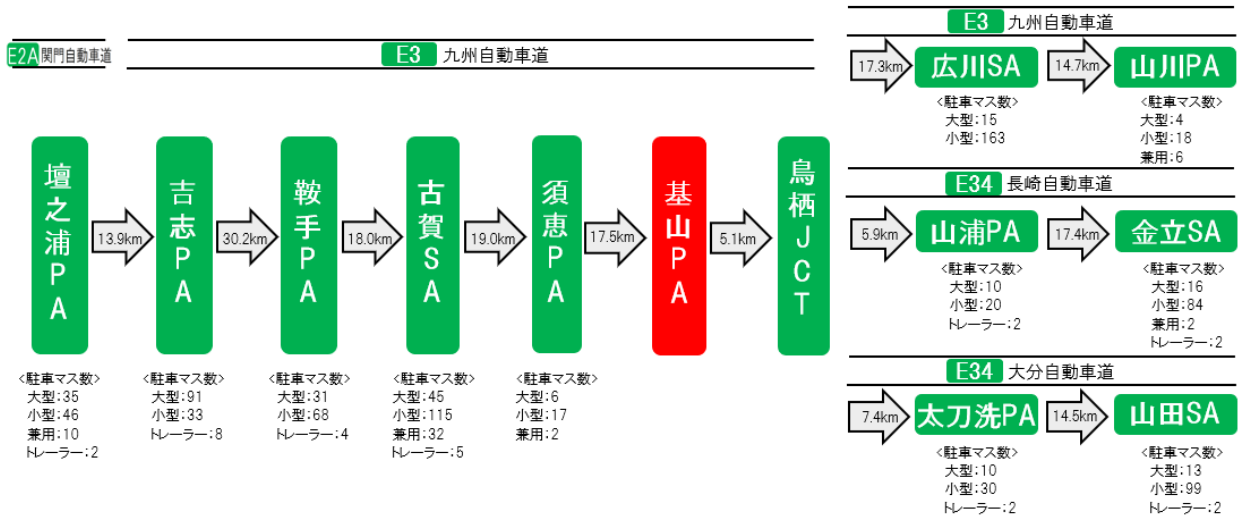 E2A 関門自動車道
E3 九州自動車道
壇之浦PA
13.9km
吉志PA
30.2km
鞍手PA
18.0km
古賀SA
19.0km
須恵PA
17.5km
基山PA
5.1km
鳥栖JCT
<駐車マス数>
大型:35
小型:46
兼用:10
トレーラー:2
<駐車マス数>
大型:91
小型:33
トレーラー:8
<駐車マス数>
大型:31
小型:68
トレーラー:4
<駐車マス数>
大型:45
小型:115
兼用:32
トレーラー:5
<駐車マス数>
大型:6
小型:17
兼用:2
E3 九州自動車道
17.3km
広川SA
14.7km
山川PA
<駐車マス数>
大型:15
小型:163
<駐車マス数>
大型:4
小型:18
兼用:6
E34 長崎自動車道
5.9km
山浦PA
17.4km
金立SA
<駐車マス数>
大型:10
小型:20
トレーラー:2
<駐車マス数>
大型:16
小型:84
兼用:2
トレーラー:2
E34 大分自動車道
7.4km
太刀洗PA
14.5km
山田SA
<駐車マス数>
大型:10
小型:30
トレーラー:2
<駐車マス数>
大型:13
小型:99
トレーラー:2